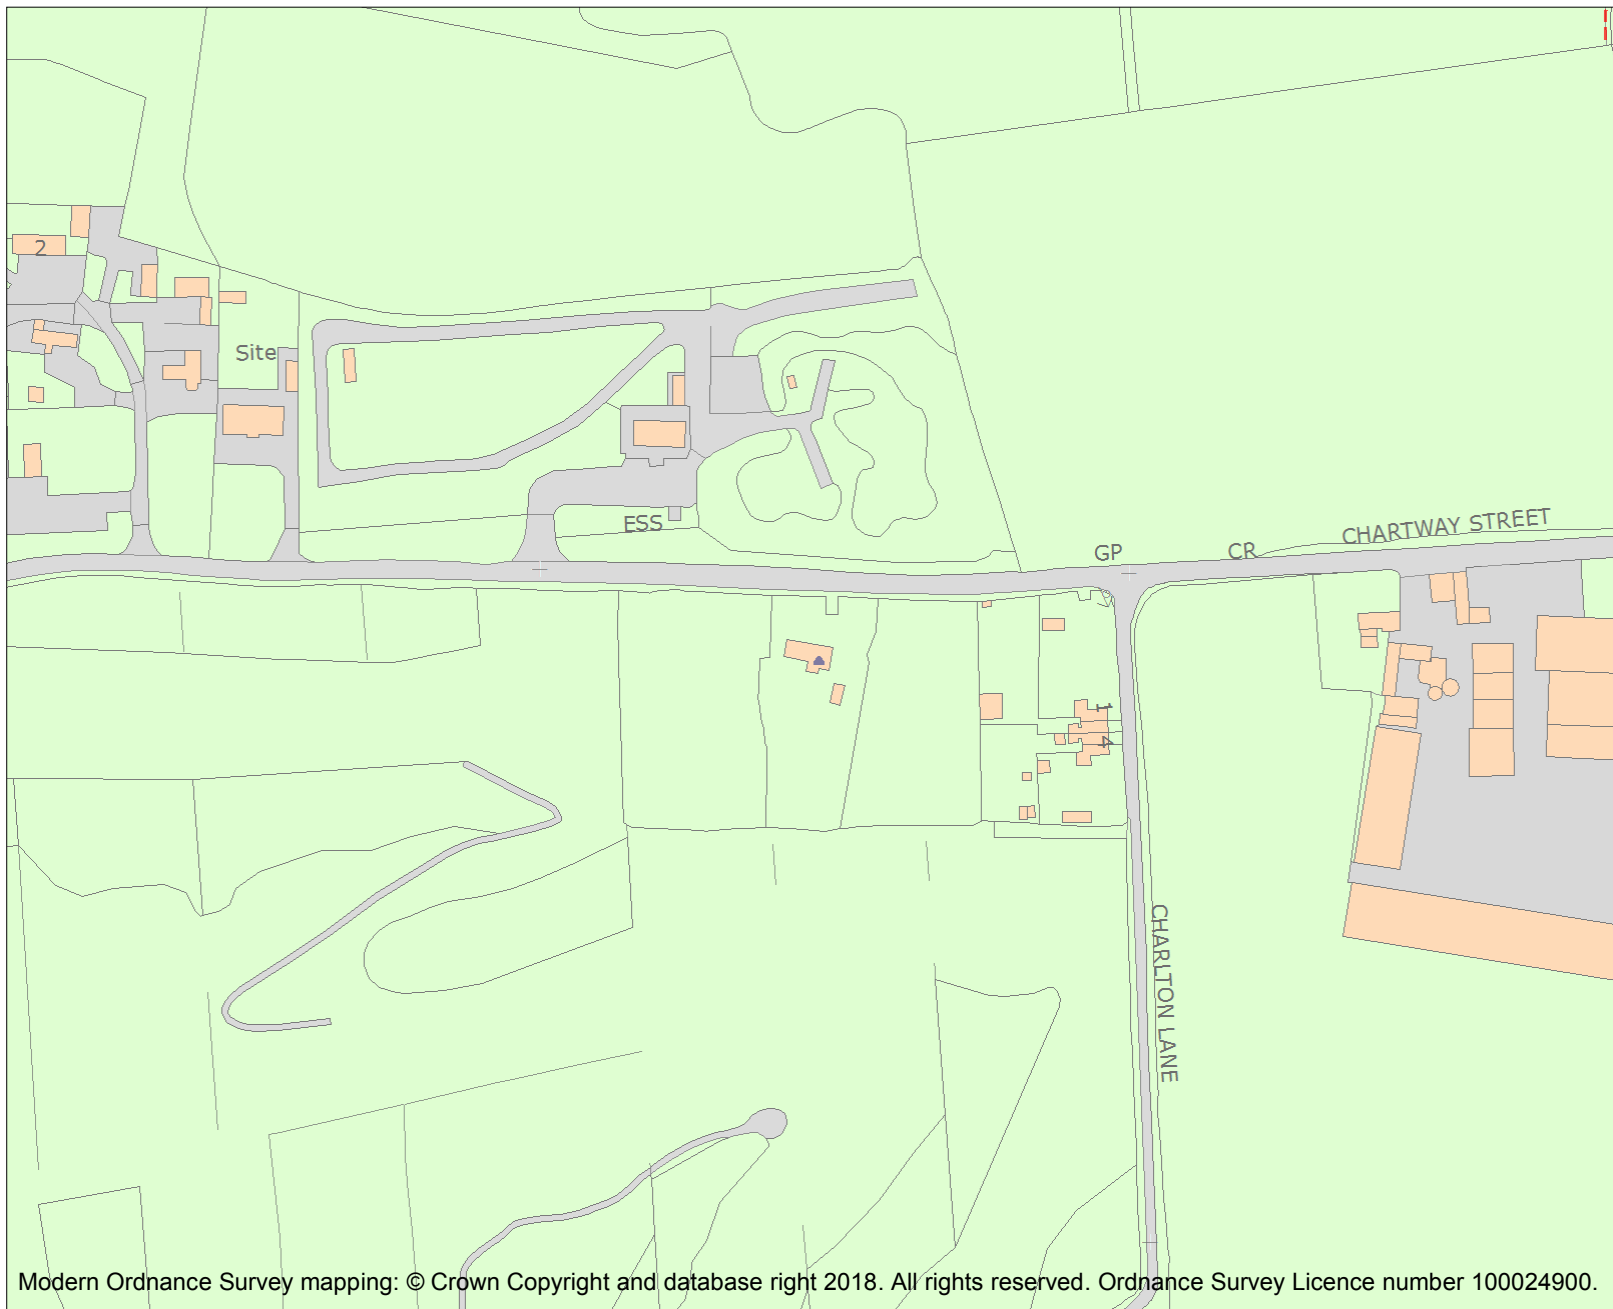 2
Site
ESS
GP
CR
CHARTWAY STREET
1
4
CHARLTON LANE
Modern Ordnance Survey mapping: © Crown Copyright and database right 2018. All rights reserved. Ordnance Survey Licence number 100024900.